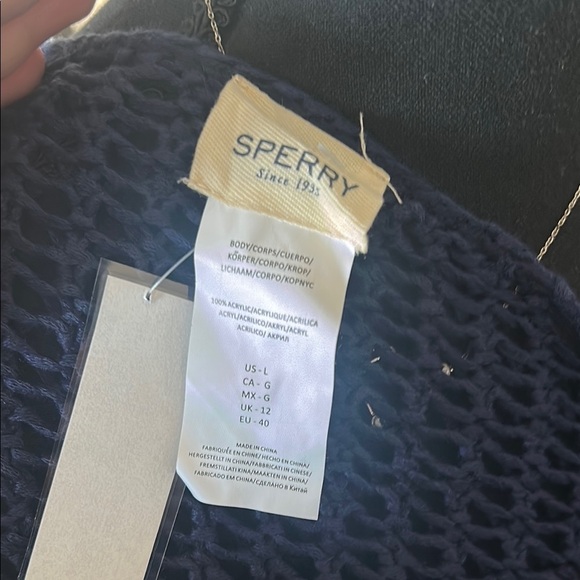 SPERRY
Since 1935
BODY/CORPS/CUERPO/
KÖRPER/CORPO/KROP/
LICHAAM/CORPO/КОРПУС
100% ACRYLIC/ACRYLIQUE/ACRILICA
ACRYL/ACRILICO/AKRYL/ACRYL
ACRILICO/ АКРИЛ
US - L
CA - G
MX - G
UK - 12
EU - 40
MADE IN CHINA
FABRIQUÉE EN CHINE/ HECHO EN CHINA/
HERGESTELLT IN CHINA/FABBRICATI IN CINESE/
FREMSTILLATI KINA/ MAAKTEN IN CHINA/
FABRICADO EM CHINA/СДЕЛАНО В Китай